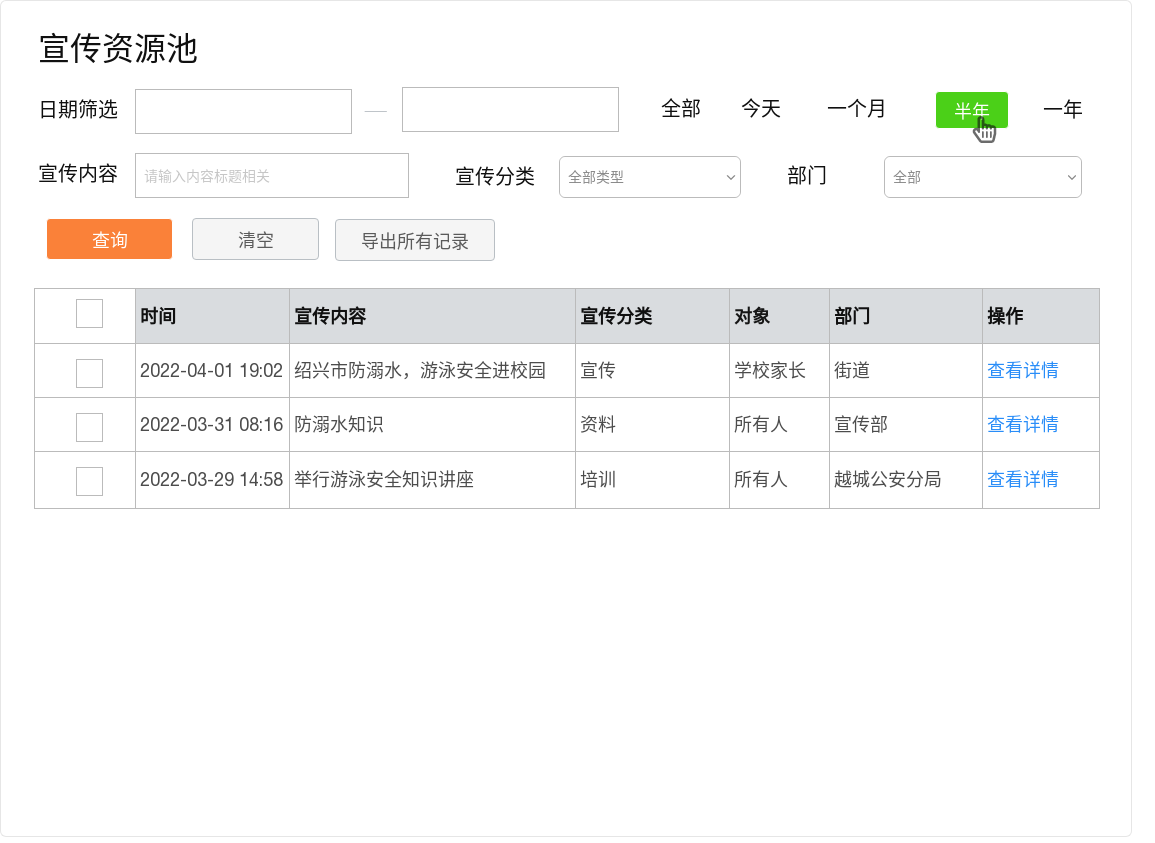 宣传资源池
日期筛选 — 全部 今天 一个月 半年 一年
宣传内容 请输入内容标题相关 宣传分类 全部类型 部门 全部
查询 清空 导出所有记录
时间 宣传内容 宣传分类 对象 部门 操作
2022-04-01 19:02 绍兴市防溺水，游泳安全进校园 宣传 学校家长 街道 查看详情
2022-03-31 08:16 防溺水知识 资料 所有人 宣传部 查看详情
2022-03-29 14:58 举行游泳安全知识讲座 培训 所有人 越城公安分局 查看详情